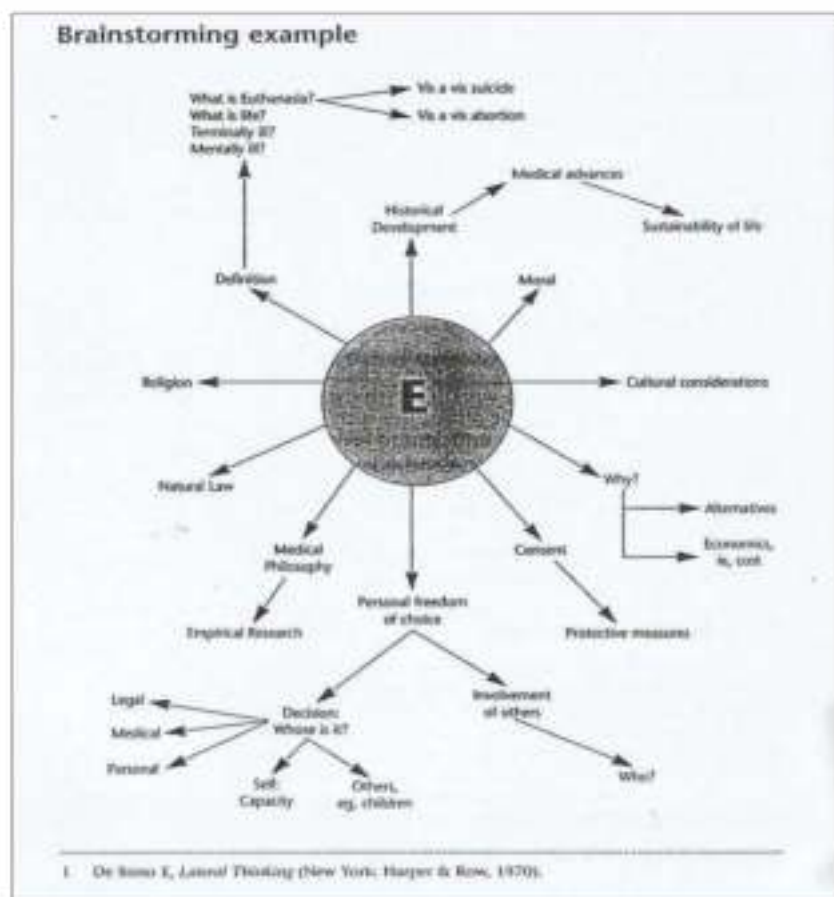 Brainstorming example
What is Euthenasia?
What is life?
Terminally ill?
Mentally ill?
Vis a vis suicide
Vis a vis abortion
Medical advances
Historical
Development
Sustainability of life
Definition
Moral
Religion
E
Cultural considerations
Natural Law
Why?
Alternatives
Economics,
ie, cost
Medical
Philosophy
Consent
Personal freedom
of choice
Empirical Research
Protective measures
Legal
Medical
Personal
Decision:
Whose is it?
Involvement
of others
Self:
Capacity
Others,
eg, children
Who?
1 De Bono E, Lateral Thinking (New York: Harper & Row, 1970).